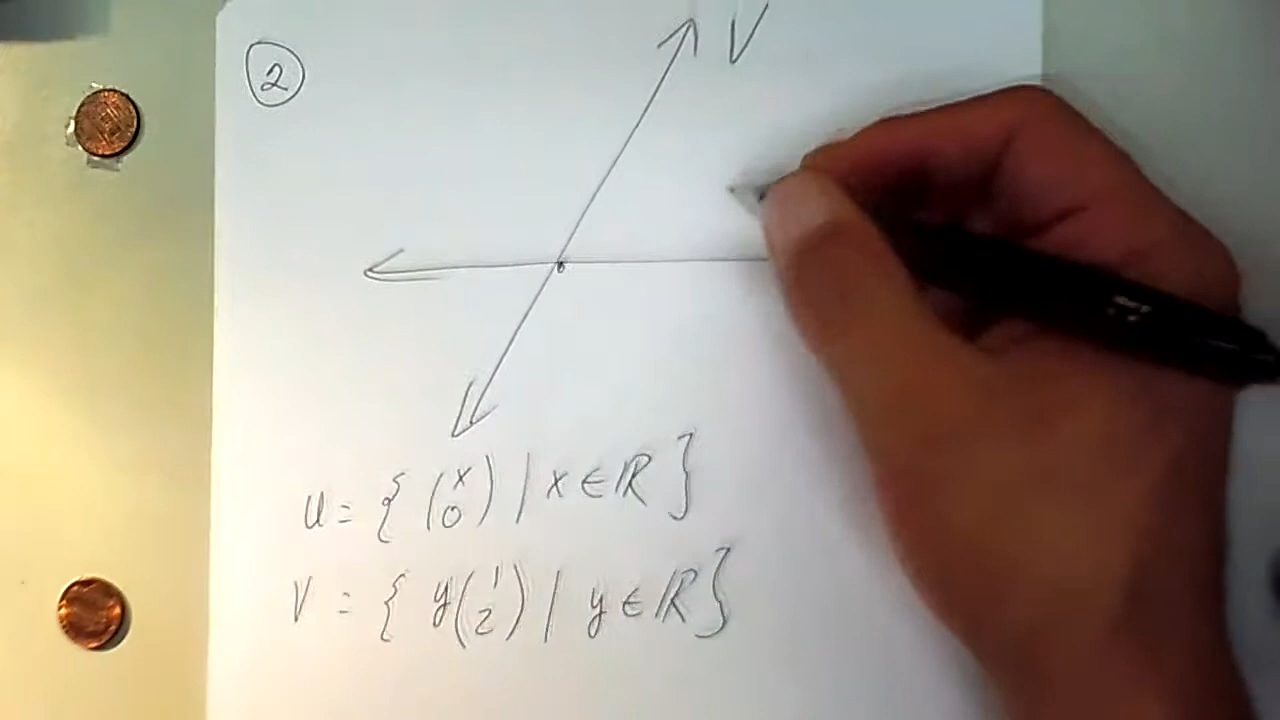 ②
V
U = { (x 0) | x ∈ ℝ }
V = { y(1 2) | y ∈ ℝ }